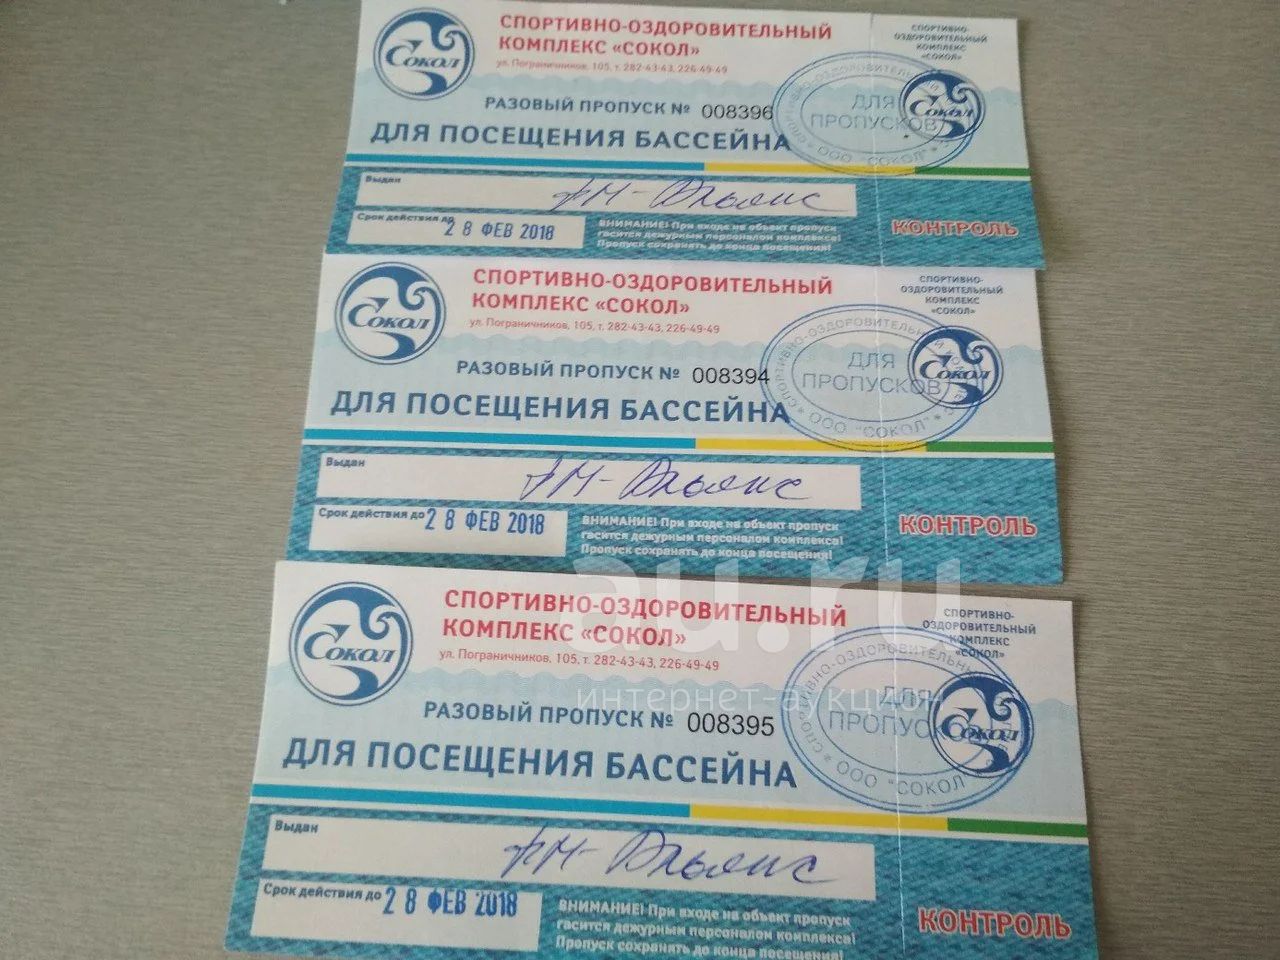 Сокол
СПОРТИВНО-ОЗДОРОВИТЕЛЬНЫЙ
КОМПЛЕКС «СОКОЛ»
ул. Пограничников, 105, т. 282-43-43, 226-49-49
РАЗОВЫЙ ПРОПУСК № 008396
ДЛЯ ПОСЕЩЕНИЯ БАССЕЙНА
СПОРТИВНО-
ОЗДОРОВИТЕЛЬНЫЙ
КОМПЛЕКС
«СОКОЛ»
ДЛЯ
ПРОПУСКОВ
ООО "СОКОЛ"
Сокол
Выдан
Срок действия до 28 ФЕВ 2018
ВНИМАНИЕ! При входе на объект пропуск
гасится дежурным персоналом комплекса!
Пропуск сохранять до конца посещения!
КОНТРОЛЬ
Сокол
СПОРТИВНО-ОЗДОРОВИТЕЛЬНЫЙ
КОМПЛЕКС «СОКОЛ»
ул. Пограничников, 105, т. 282-43-43, 226-49-49
РАЗОВЫЙ ПРОПУСК № 008394
ДЛЯ ПОСЕЩЕНИЯ БАССЕЙНА
СПОРТИВНО-
ОЗДОРОВИТЕЛЬНЫЙ
КОМПЛЕКС
«СОКОЛ»
ДЛЯ
ПРОПУСКОВ
ООО "СОКОЛ"
Сокол
Выдан
Срок действия до 28 ФЕВ 2018
ВНИМАНИЕ! При входе на объект пропуск
гасится дежурным персоналом комплекса!
Пропуск сохранять до конца посещения!
КОНТРОЛЬ
au.ru
интернет-аукцион
Сокол
СПОРТИВНО-ОЗДОРОВИТЕЛЬНЫЙ
КОМПЛЕКС «СОКОЛ»
ул. Пограничников, 105, т. 282-43-43, 226-49-49
РАЗОВЫЙ ПРОПУСК № 008395
ДЛЯ ПОСЕЩЕНИЯ БАССЕЙНА
СПОРТИВНО-
ОЗДОРОВИТЕЛЬНЫЙ
КОМПЛЕКС
«СОКОЛ»
ДЛЯ
ПРОПУСКОВ
ООО "СОКОЛ
Сокол
Выдан
Срок действия до 28 ФЕВ 2018
ВНИМАНИЕ! При входе на объект пропуск
гасится дежурным персоналом комплекса!
Пропуск сохранять до конца посещения!
КОНТРОЛЬ